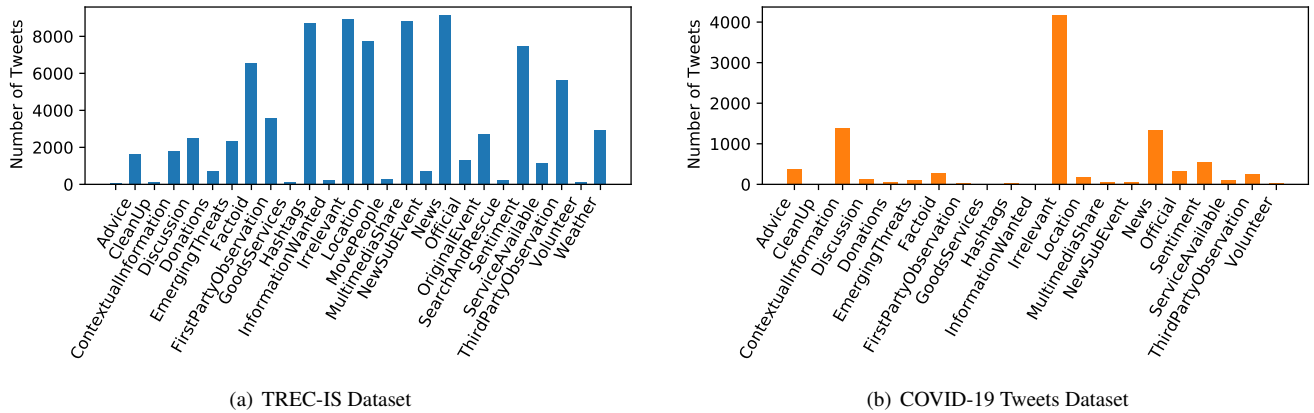 Number of Tweets
8000
6000
4000
2000
0
Advice
CleanUp
ContextualInformation
Discussion
Donations
EmergingThreats
Factoid
FirstPartyObservation
GoodsServices
Hashtags
InformationWanted
Irrelevant
Location
MovePeople
MultimediaShare
NewSubEvent
News
Official
OriginalEvent
SearchAndRescue
Sentiment
ServiceAvailable
ThirdPartyObservation
Volunteer
Weather
(a) TREC-IS Dataset
Number of Tweets
4000
3000
2000
1000
0
Advice
CleanUp
ContextualInformation
Discussion
Donations
EmergingThreats
Factoid
FirstPartyObservation
GoodsServices
Hashtags
InformationWanted
Irrelevant
Location
MultimediaShare
NewSubEvent
News
Official
Sentiment
ServiceAvailable
ThirdPartyObservation
Volunteer
(b) COVID-19 Tweets Dataset